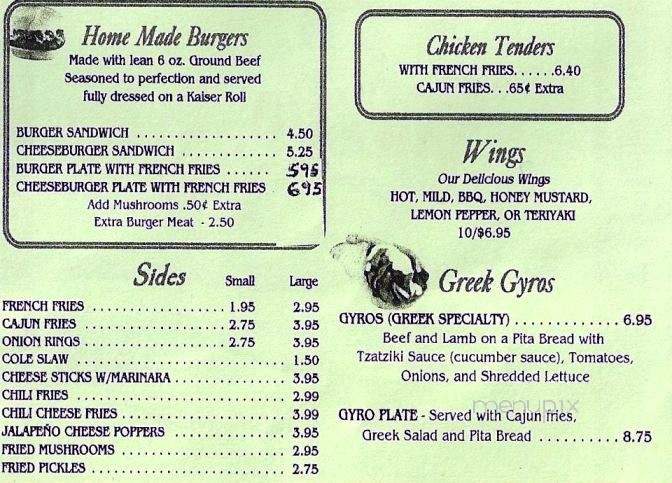 Home Made Burgers
Made with lean 6 oz. Ground Beef
Seasoned to perfection and served
fully dressed on a Kaiser Roll
BURGER SANDWICH .................. 4.50
CHEESEBURGER SANDWICH ............ 5.25
BURGER PLATE WITH FRENCH FRIES ...... 595
CHEESEBURGER PLATE WITH FRENCH FRIES 695
Add Mushrooms .50¢ Extra
Extra Burger Meat - 2.50
Sides Small Large
FRENCH FRIES .................. 1.95 2.95
CAJUN FRIES .................. 2.75 3.95
ONION RINGS .................. 2.75 3.95
COLE SLAW .......................... 1.50
CHEESE STICKS W/MARINARA ............... 3.95
CHILI FRIES .......................... 2.99
CHILI CHEESE FRIES ..................... 3.99
JALAPEÑO CHEESE POPPERS ............... 3.95
FRIED MUSHROOMS ..................... 2.95
FRIED PICKLES ........................ 2.75
Chicken Tenders
WITH FRENCH FRIES. . . . . .6.40
CAJUN FRIES. . .65¢ Extra
Wings
Our Delicious Wings
HOT, MILD, BBQ, HONEY MUSTARD,
LEMON PEPPER, OR TERIYAKI
10/$6.95
Greek Gyros
GYROS (GREEK SPECIALTY) ............. 6.95
Beef and Lamb on a Pita Bread with
Tzatziki Sauce (cucumber sauce), Tomatoes,
Onions, and Shredded Lettuce
menupix
GYRO PLATE - Served with Cajun fries,
Greek Salad and Pita Bread .......... 8.75